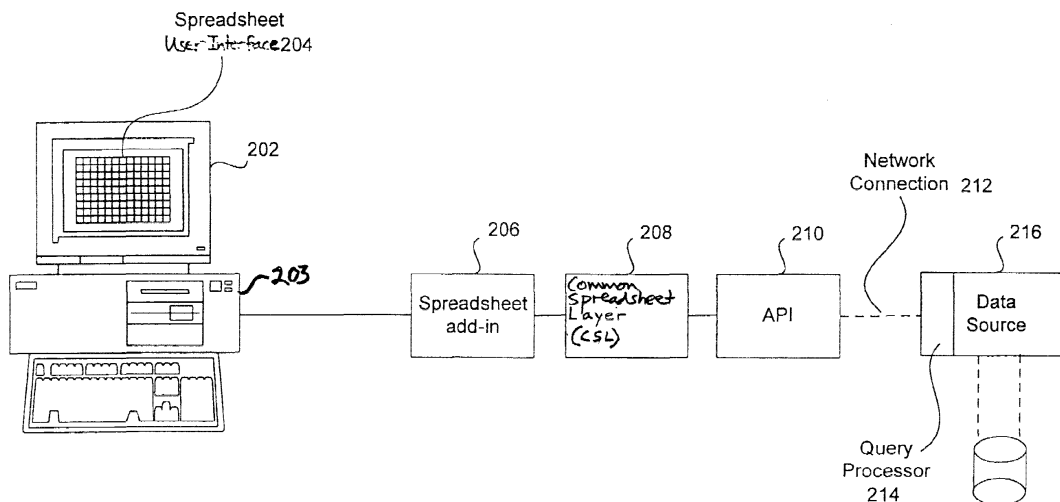 Spreadsheet
User Interface 204
202
203
206
Spreadsheet
add-in
208
Common
Spreadsheet
Layer
(CSL)
210
API
Network
Connection 212
216
Data
Source
Query
Processor
214